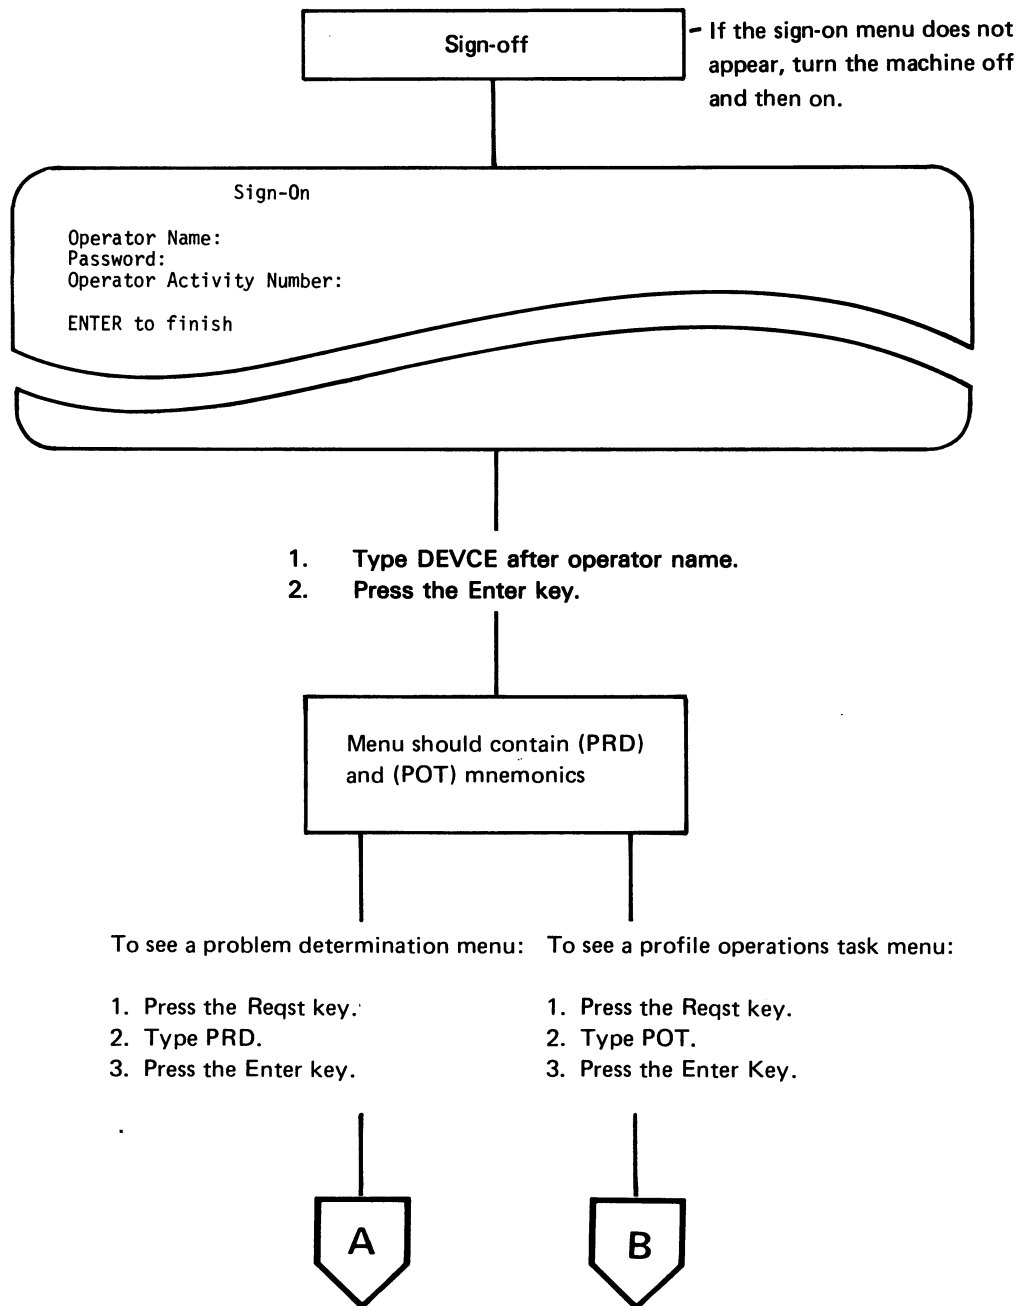 Sign-off
- If the sign-on menu does not
appear, turn the machine off
and then on.
Sign-On
Operator Name:
Password:
Operator Activity Number:
ENTER to finish
1. Type DEVCE after operator name.
2. Press the Enter key.
Menu should contain (PRD)
and (POT) mnemonics
To see a problem determination menu:
1. Press the Reqst key.
2. Type PRD.
3. Press the Enter key.
To see a profile operations task menu:
1. Press the Reqst key.
2. Type POT.
3. Press the Enter Key.
A
B